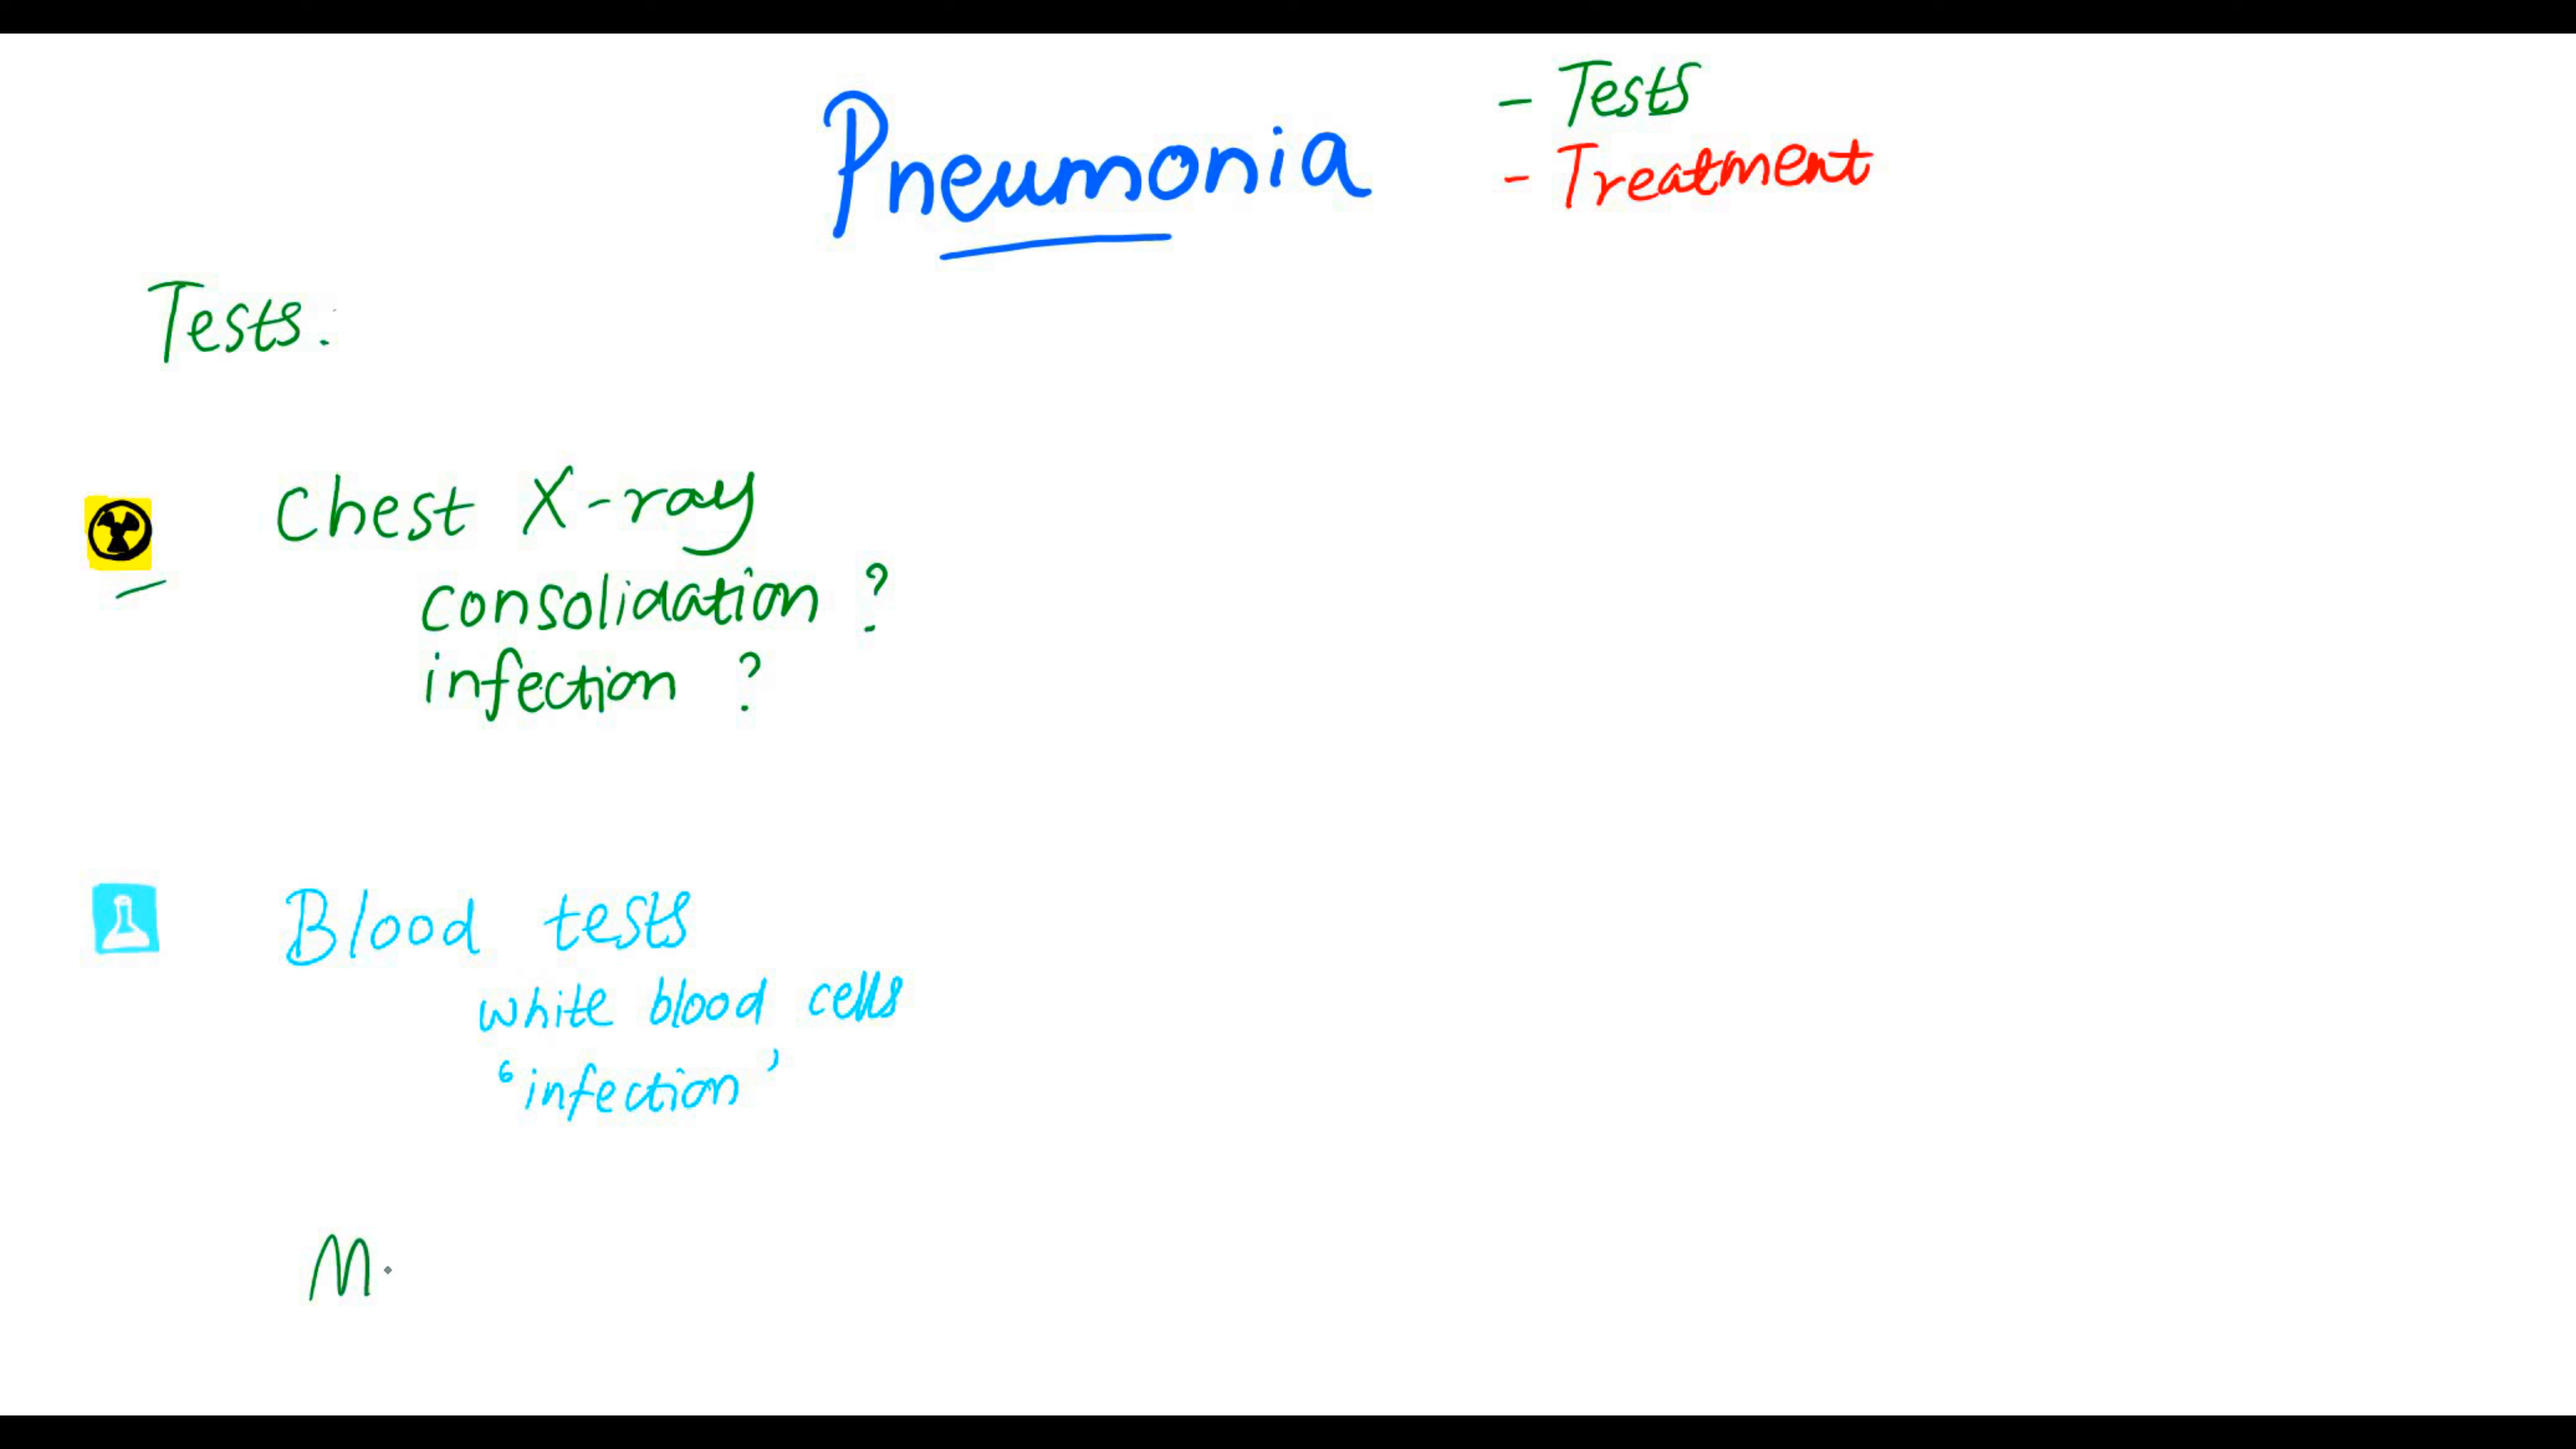 Pneumonia
- Tests
- Treatment
Tests:
Chest X-ray
consolidation ?
infection ?
Blood tests
white blood cells
'infection'
M